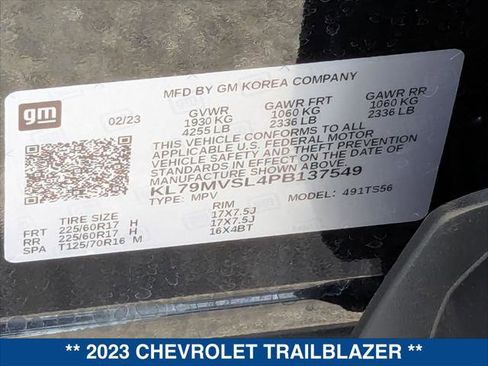 MFD BY GM KOREA COMPANY
gm
02/23
GVWR GAWR FRT GAWR RR
1930 KG 1060 KG 1060 KG
4255 LB 2336 LB 2336 LB
THIS VEHICLE CONFORMS TO ALL
APPLICABLE U.S. FEDERAL MOTOR
VEHICLE SAFETY AND THEFT
PREVENTION STANDARDS IN EFFECT
ON THE DATE OF MANUFACTURE
SHOWN ABOVE.
KL79MVSL4PB137549
TYPE: MPV MODEL: 491TS56
TIRE SIZE RIM
FRT 225/60R17 H 17X7.5J
RR 225/60R17 H 17X7.5J
SPA T125/70R16 M 16X4BT
** 2023 CHEVROLET TRAILBLAZER **